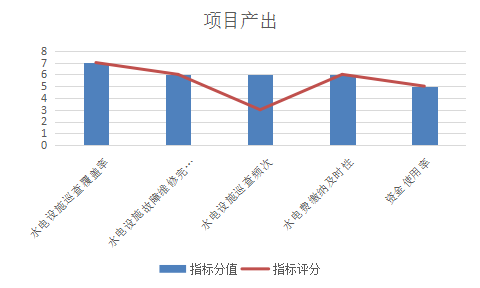 项目产出
8
7
6
5
4
3
2
1
0
水电设施巡查覆盖率
水电设施故障维修完…
水电设施巡查频次
水电费缴纳及时性
资金使用率
指标分值
指标评分